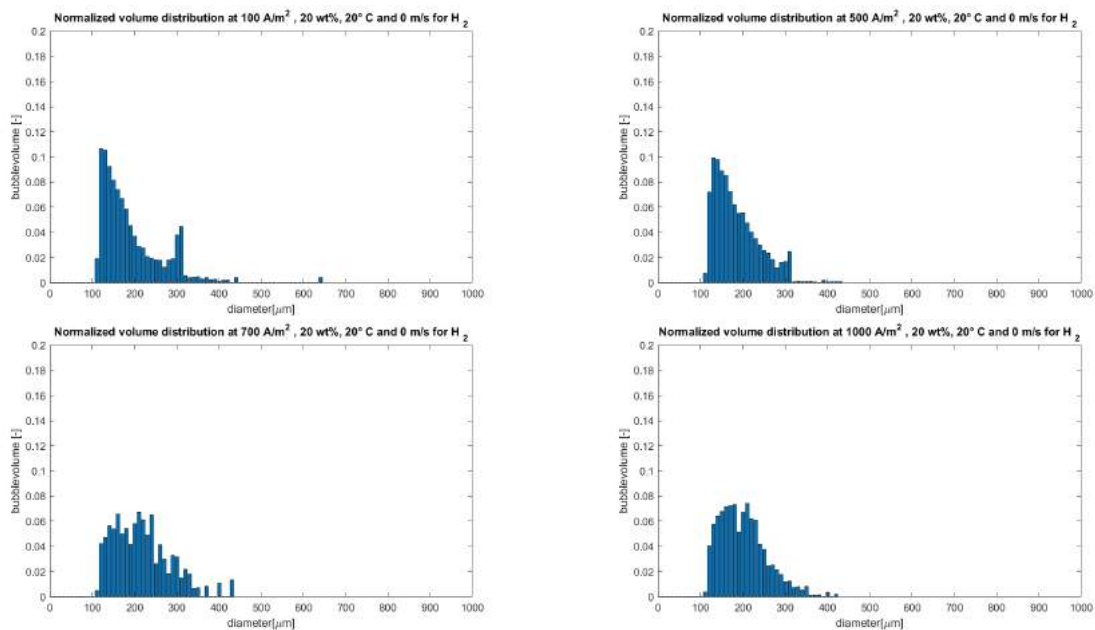 Normalized volume distribution at 100 A/m², 20 wt%, 20° C and 0 m/s for H₂
0.2
0.18
0.16
0.14
0.12
0.1
0.08
0.06
0.04
0.02
0
bubblevolume [-]
0 100 200 300 400 500 600 700 800 900 1000
diameter[μm]
Normalized volume distribution at 500 A/m², 20 wt%, 20° C and 0 m/s for H₂
0.2
0.18
0.16
0.14
0.12
0.1
0.08
0.06
0.04
0.02
0
bubblevolume [-]
0 100 200 300 400 500 600 700 800 900 1000
diameter[μm]
Normalized volume distribution at 700 A/m², 20 wt%, 20° C and 0 m/s for H₂
0.2
0.18
0.16
0.14
0.12
0.1
0.08
0.06
0.04
0.02
0
bubblevolume [-]
0 100 200 300 400 500 600 700 800 900 1000
diameter[μm]
Normalized volume distribution at 1000 A/m², 20 wt%, 20° C and 0 m/s for H₂
0.2
0.18
0.16
0.14
0.12
0.1
0.08
0.06
0.04
0.02
0
bubblevolume [-]
0 100 200 300 400 500 600 700 800 900 1000
diameter[μm]